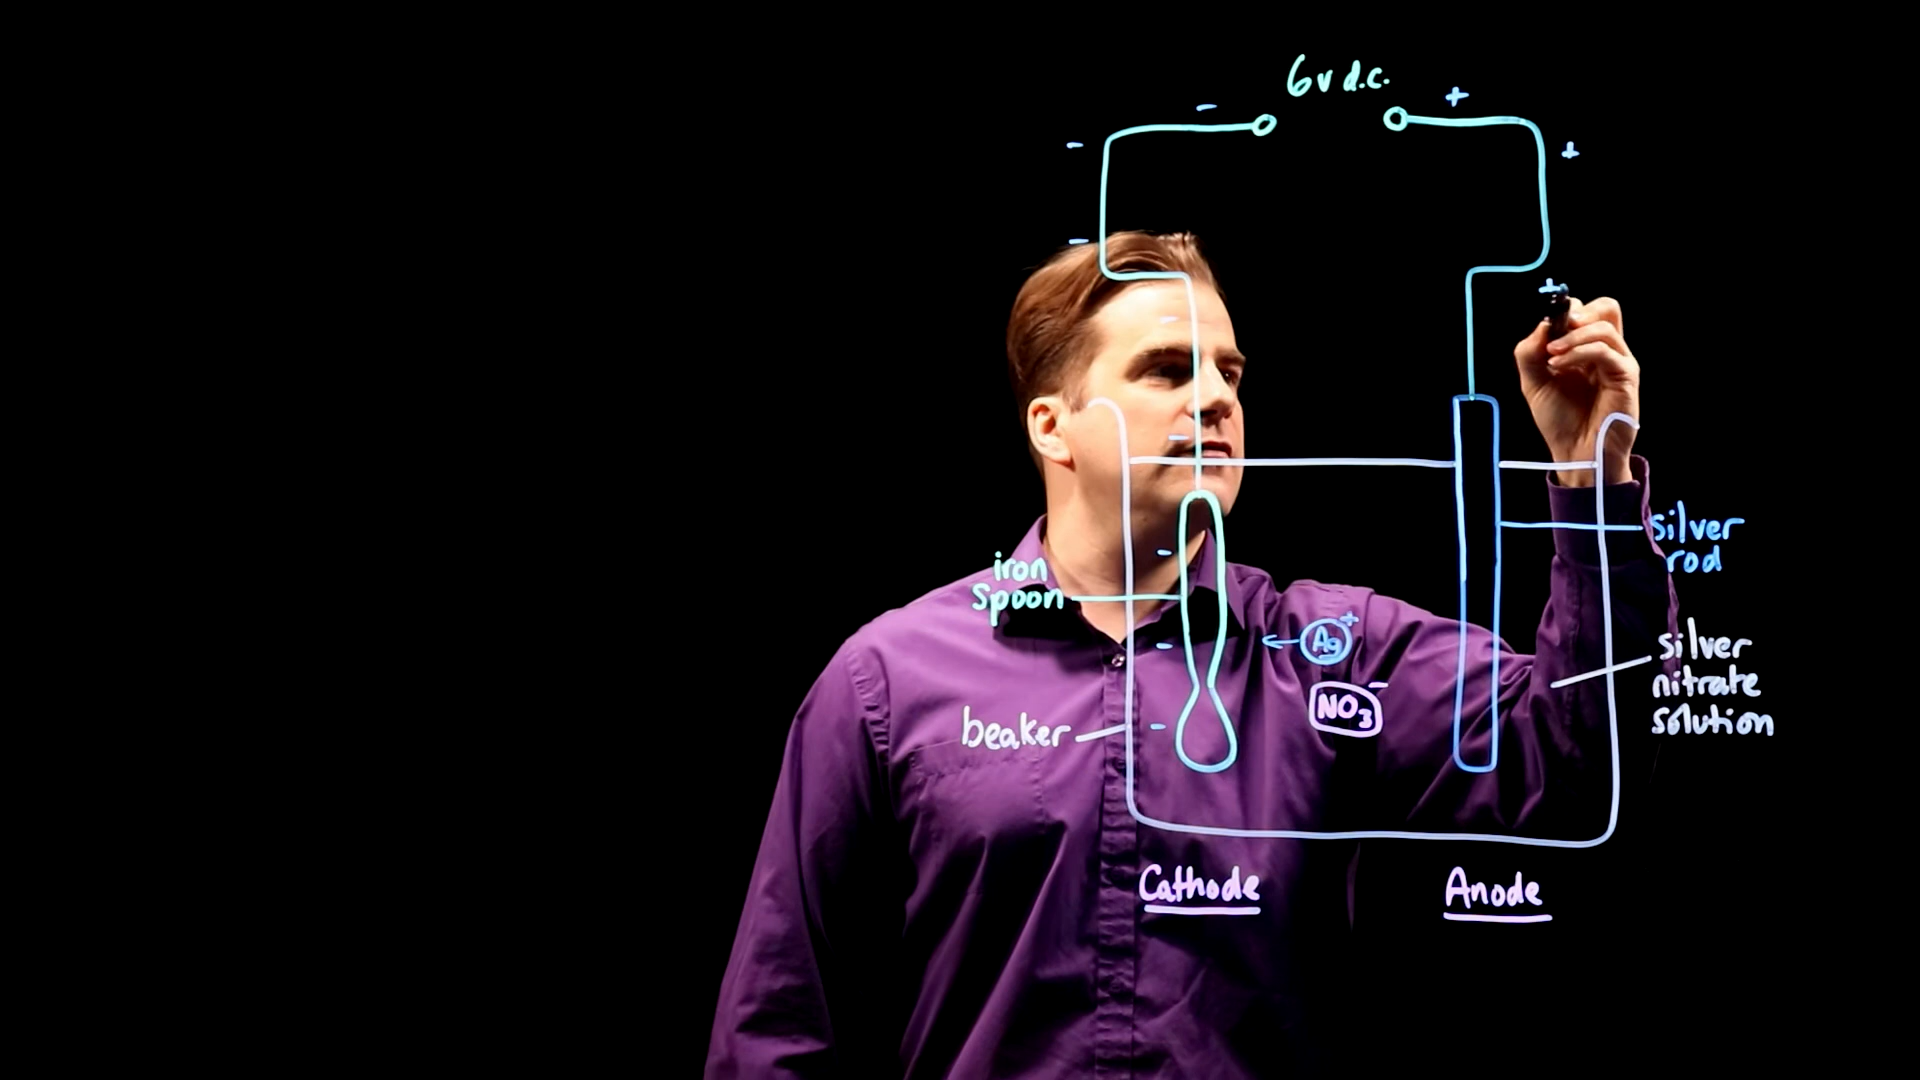 6v d.c.
- +
- +
- +
-
-
silver
rod
-
iron
spoon
- Ag+
silver
nitrate
solution
NO3-
beaker -
Cathode Anode